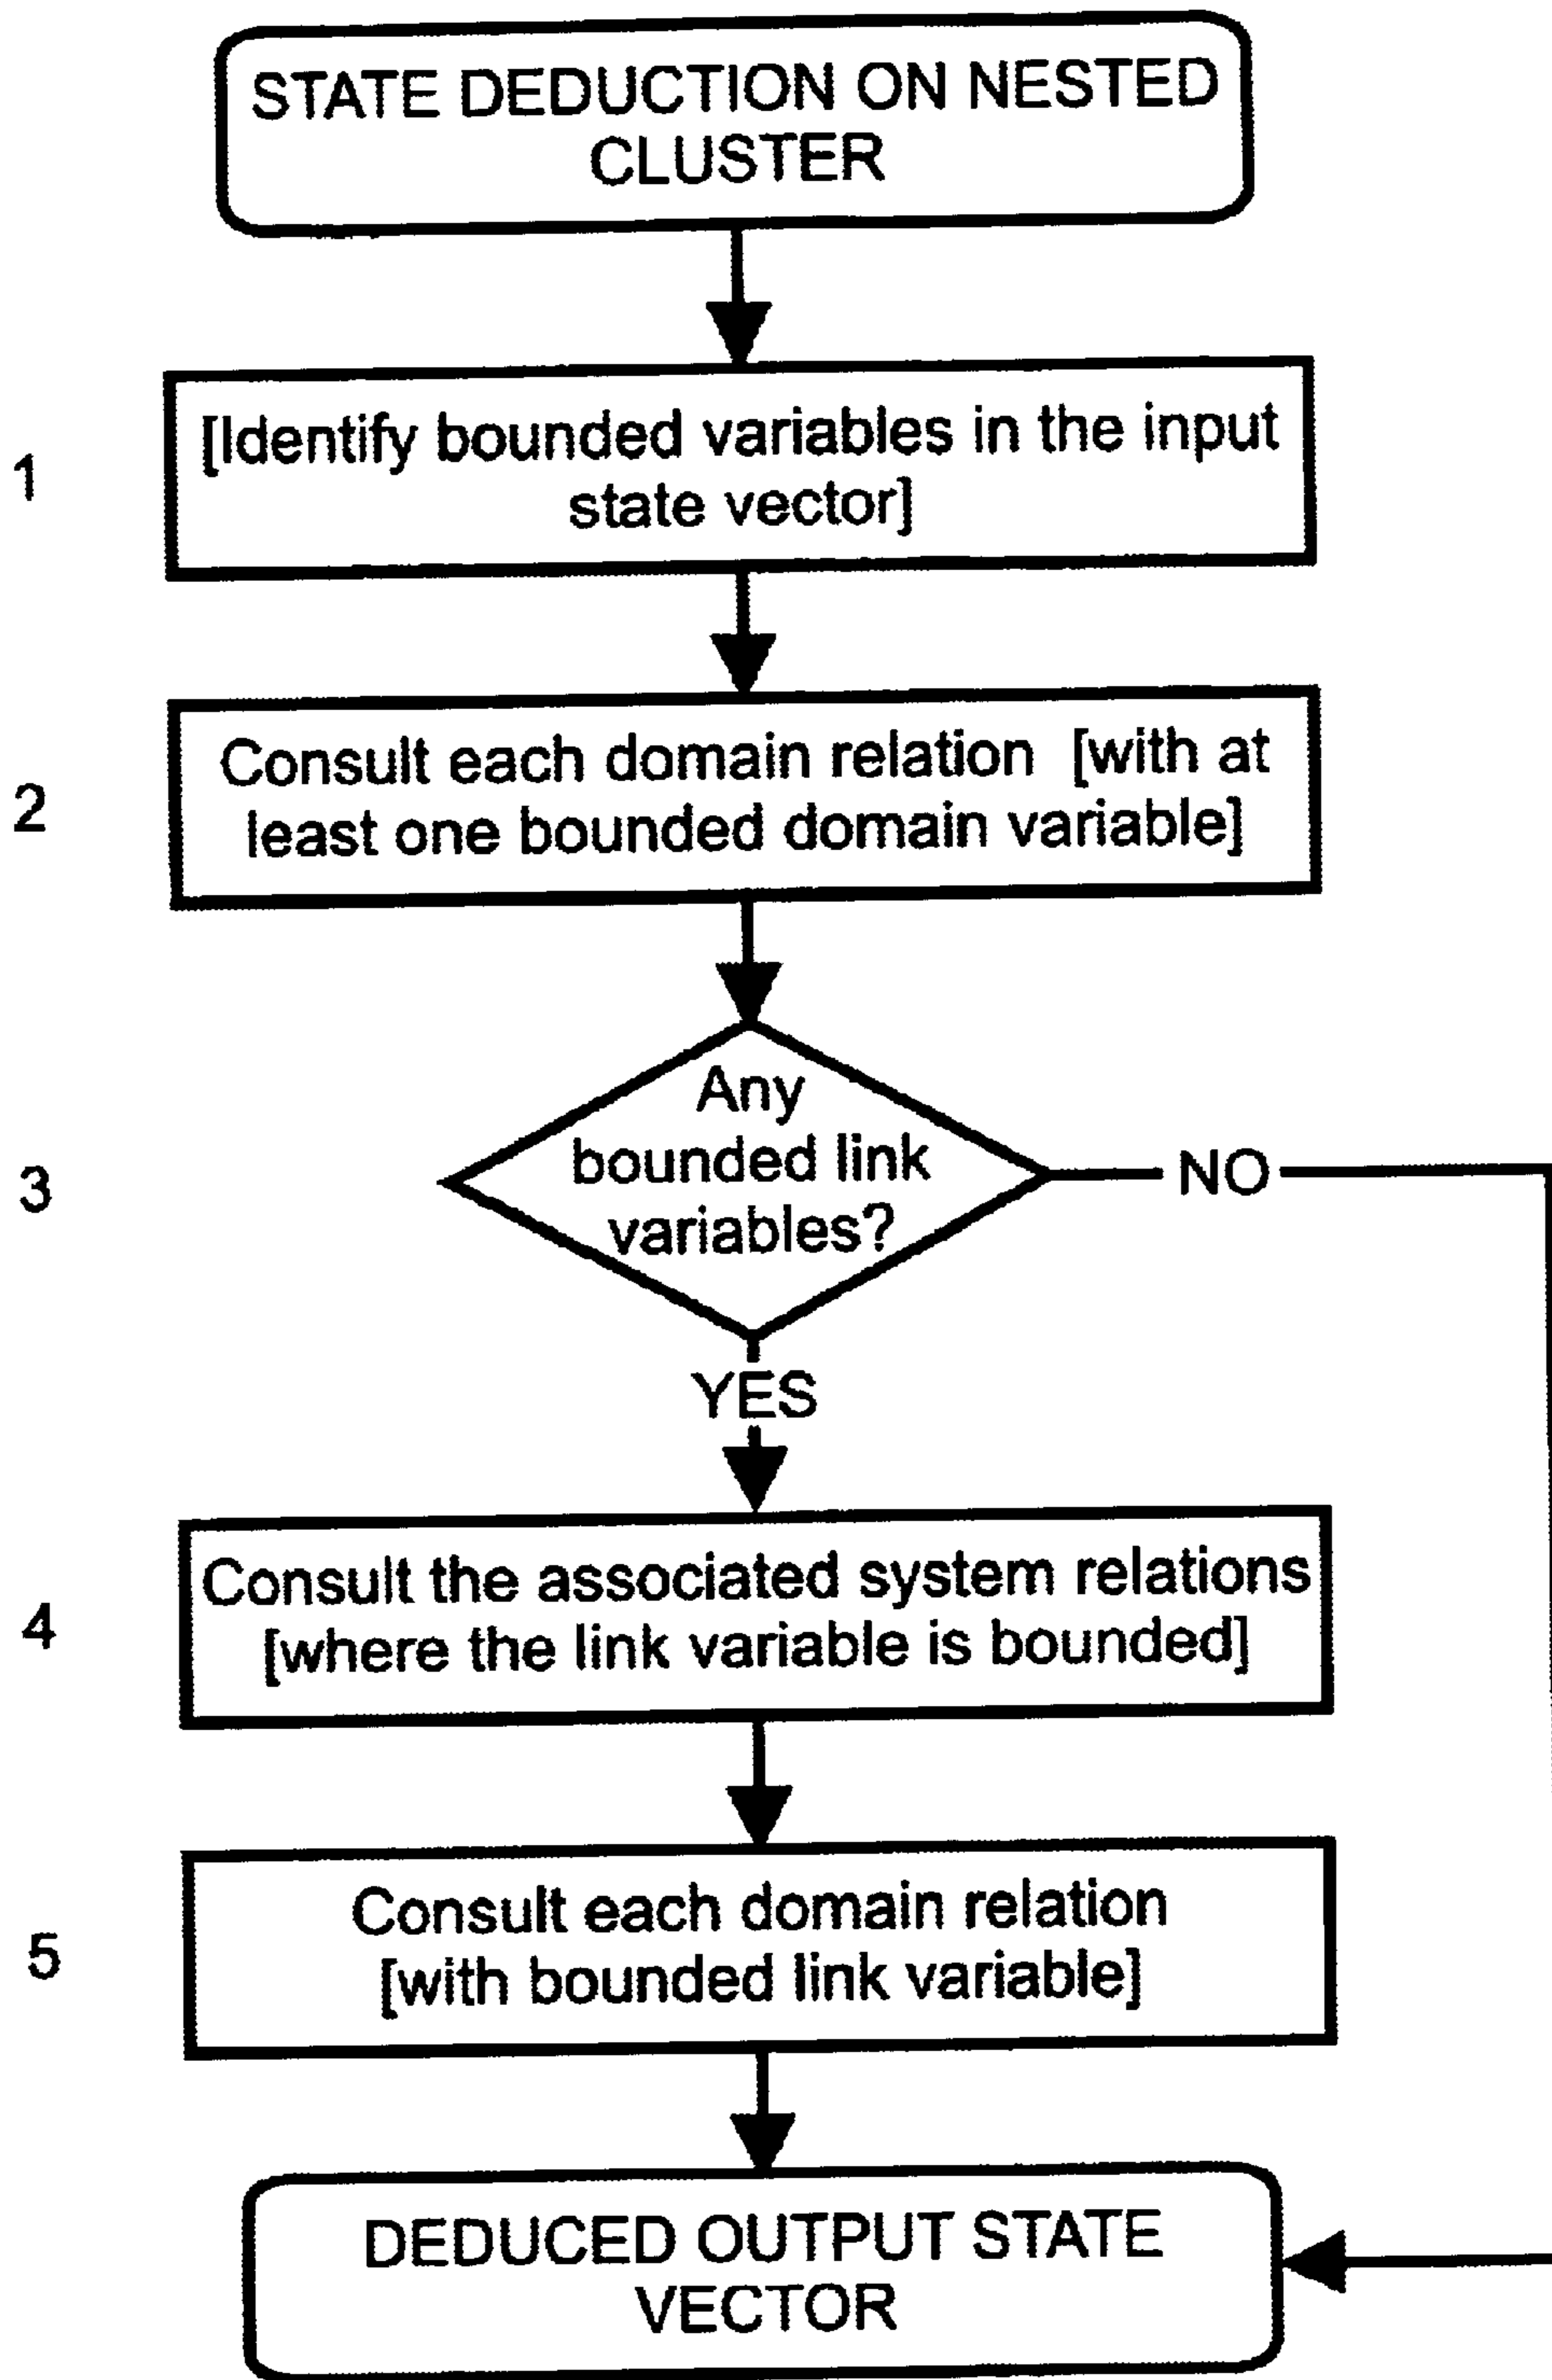 STATE DEDUCTION ON NESTED
CLUSTER
1
[Identify bounded variables in the input
state vector]
2
Consult each domain relation [with at
least one bounded domain variable]
3
Any
bounded link
variables?
NO
YES
4
Consult the associated system relations
[where the link variable is bounded]
5
Consult each domain relation
[with bounded link variable]
DEDUCED OUTPUT STATE
VECTOR